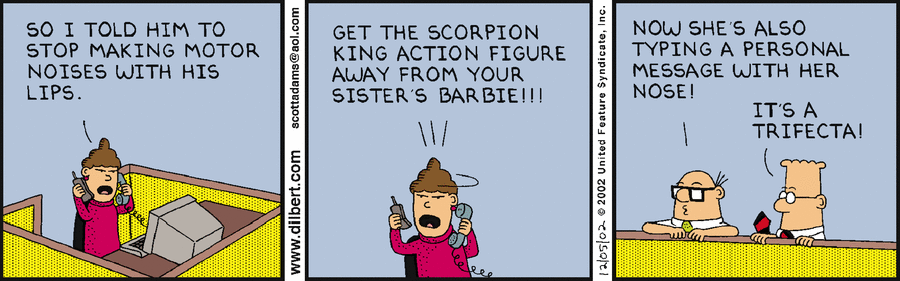 SO I TOLD HIM TO
STOP MAKING MOTOR
NOISES WITH HIS
LIPS.
www.dilbert.com
scottadams@aol.com
GET THE SCORPION
KING ACTION FIGURE
AWAY FROM YOUR
SISTER'S BARBIE!!!
12/05/02 © 2002 United Feature Syndicate, Inc.
NOW SHE'S ALSO
TYPING A PERSONAL
MESSAGE WITH HER
NOSE!
IT'S A
TRIFECTA!